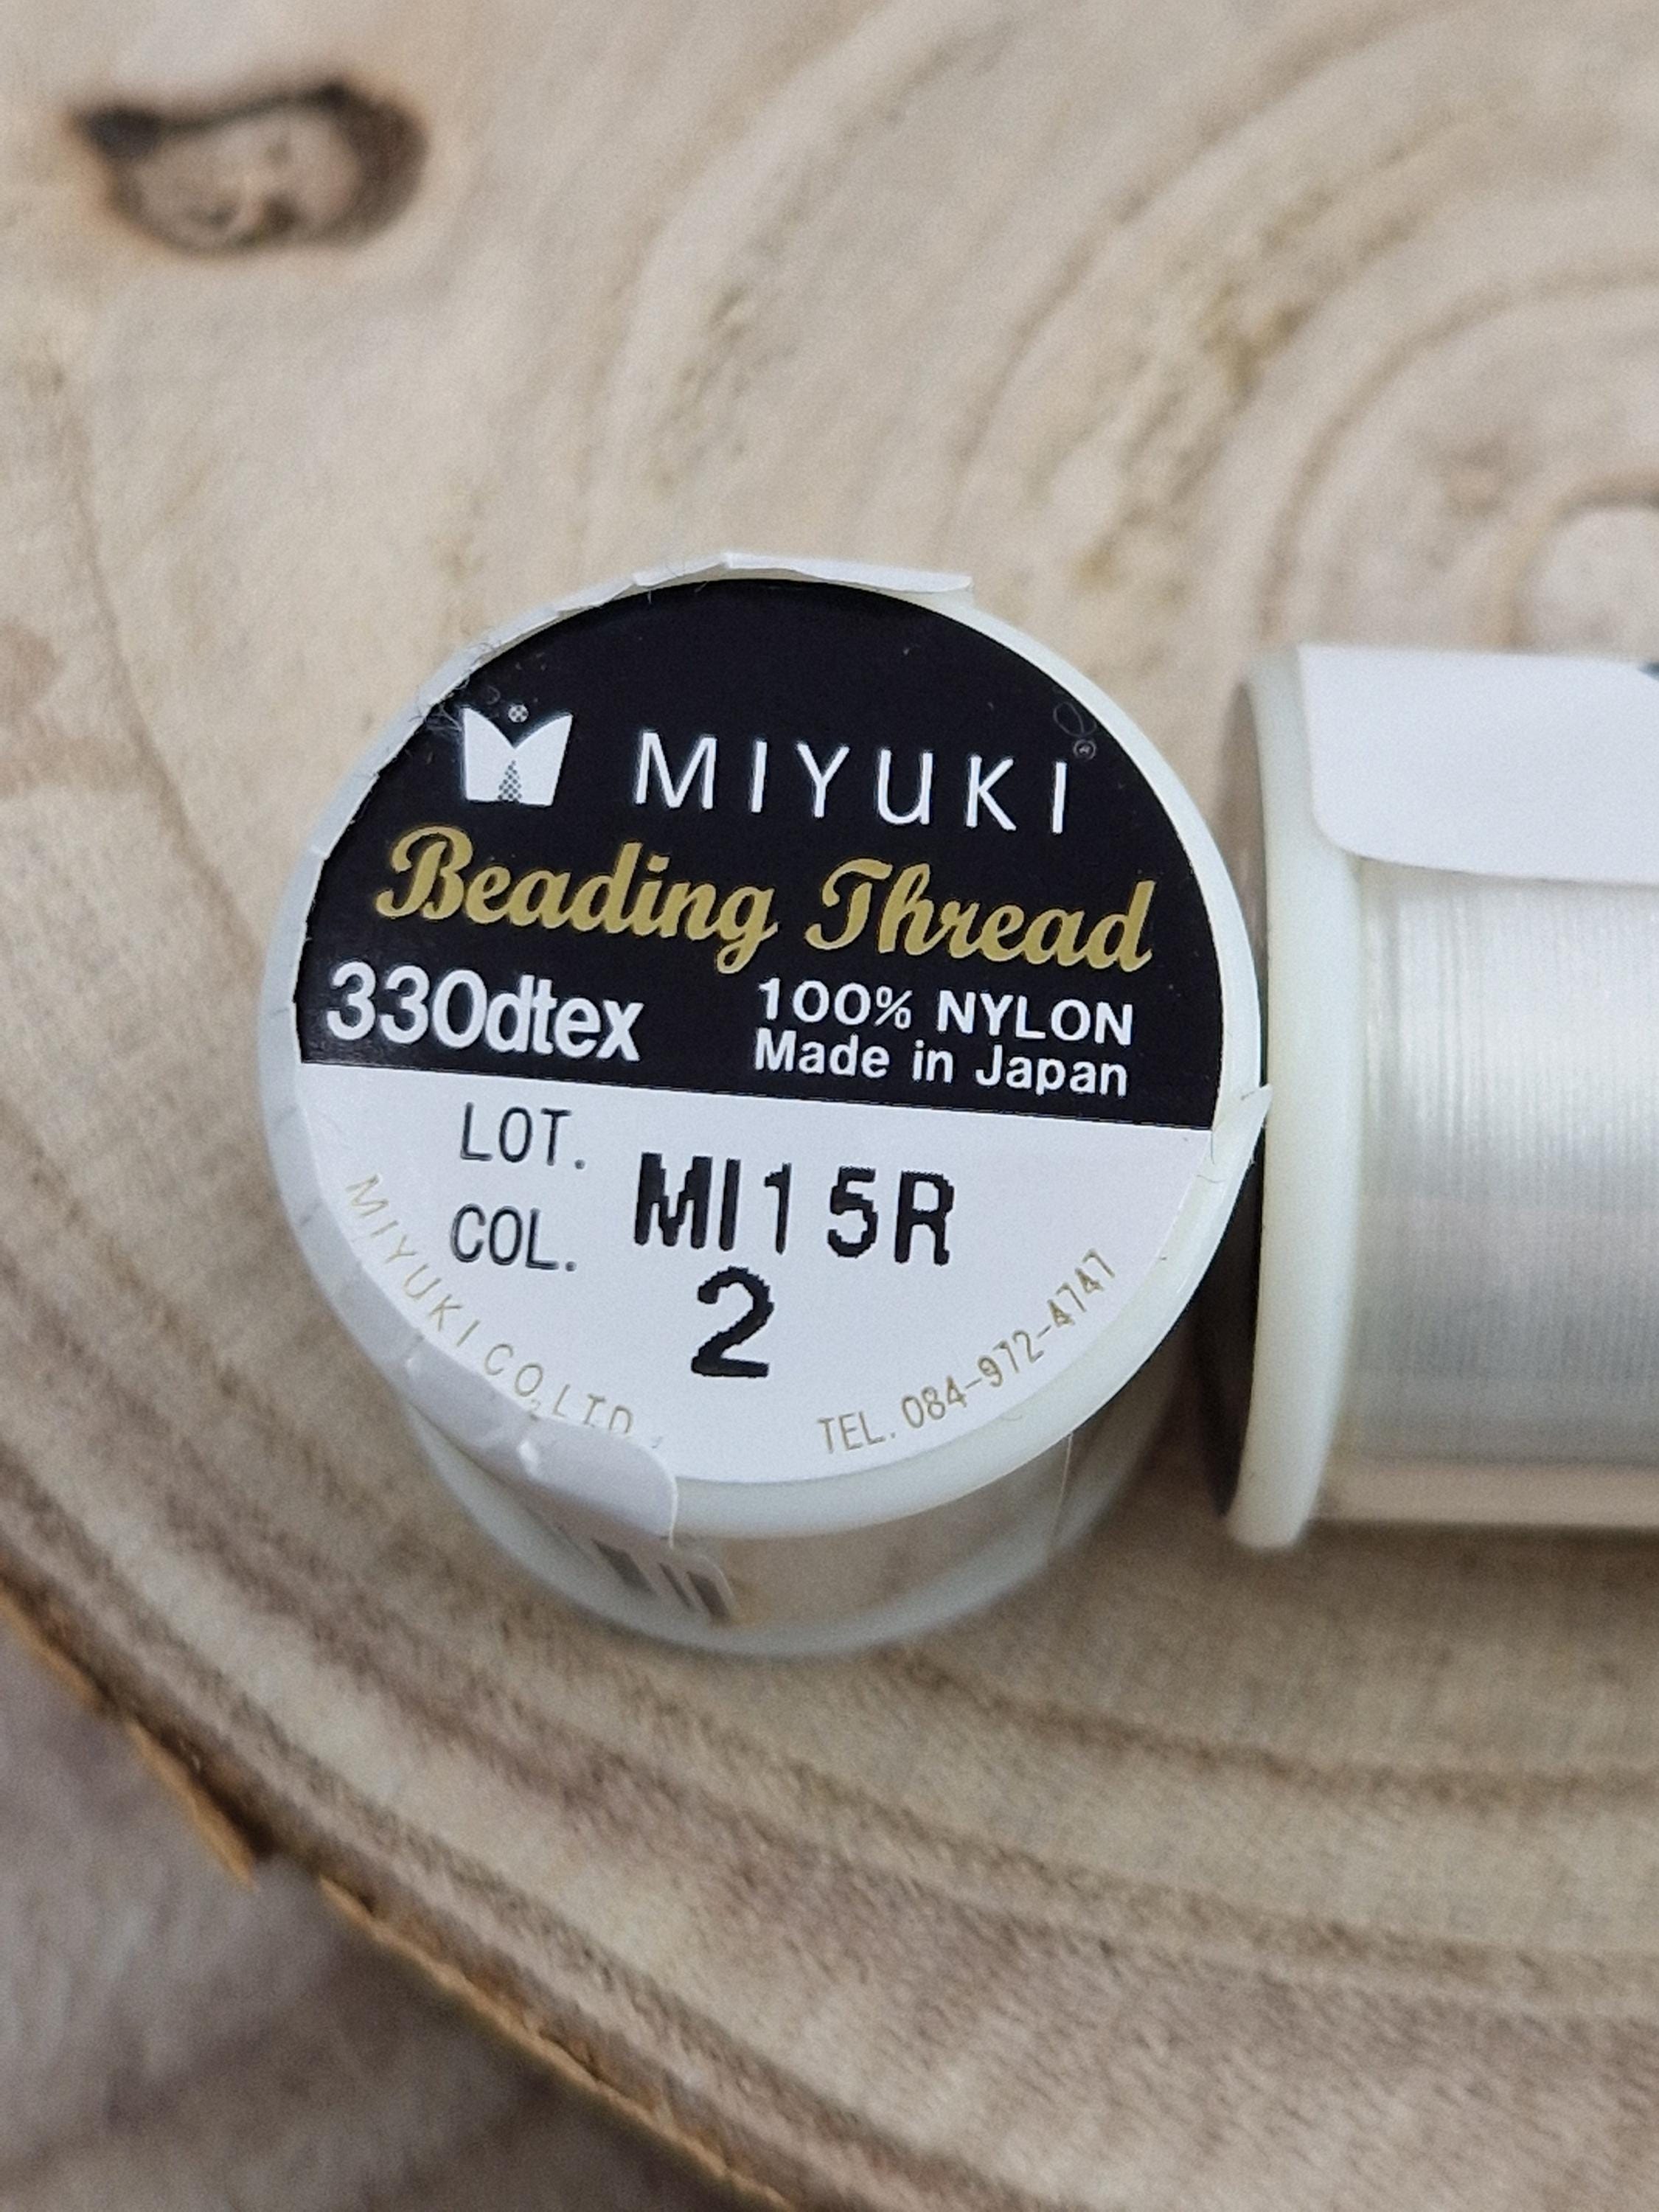 MIYUKI®
Beading Thread
330dtex
100% NYLON
Made in Japan
LOT. MI15R
COL. 2
MIYUKI CO.,LTD.
TEL. 084-972-4747